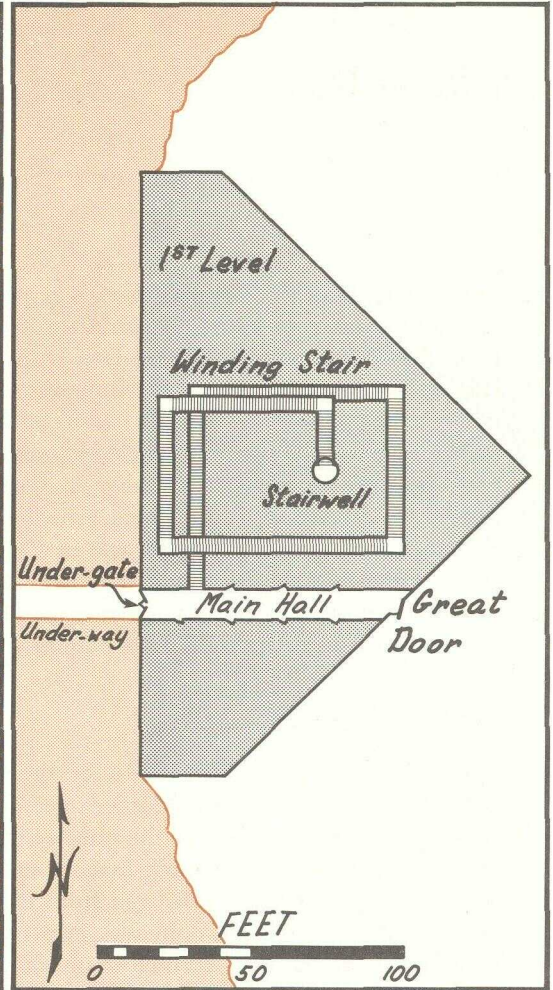 1ST Level
Winding Stair
Stairwell
Under-gate
Main Hall
Great
Door
Under-way
N
FEET
0 50 100